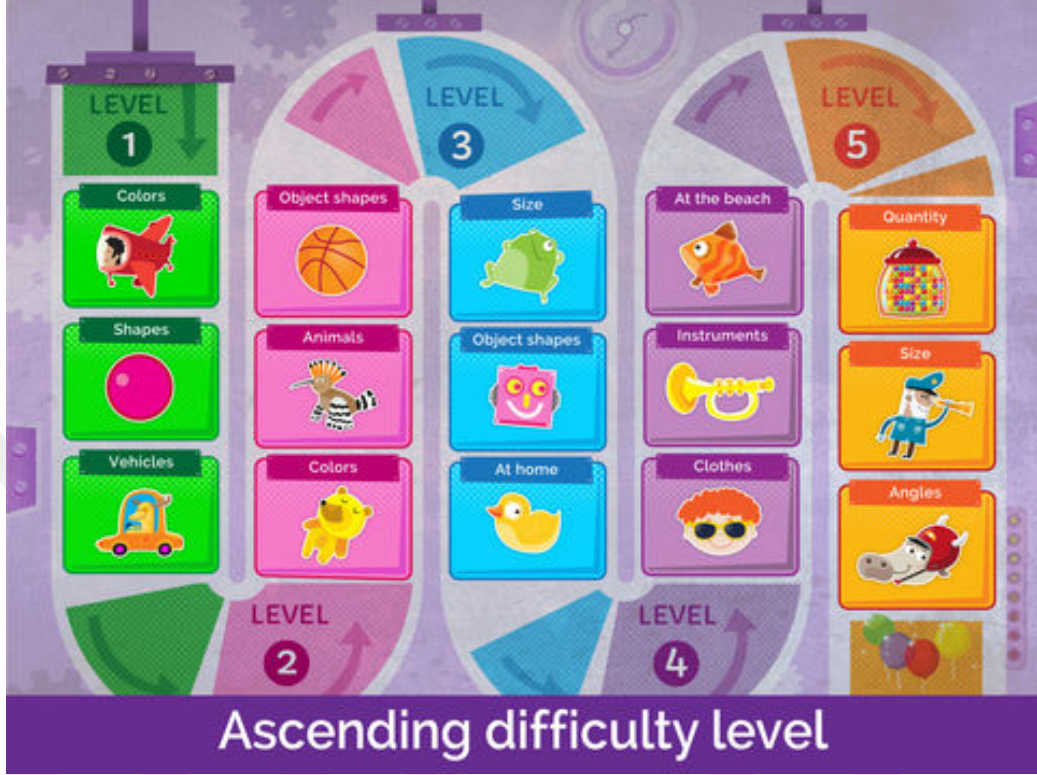 LEVEL
1
Colors
Shapes
Vehicles
LEVEL
2
Object shapes
Animals
Colors
LEVEL
3
Size
Object shapes
At home
LEVEL
4
At the beach
Instruments
Clothes
LEVEL
5
Quantity
Size
Angles
Ascending difficulty level